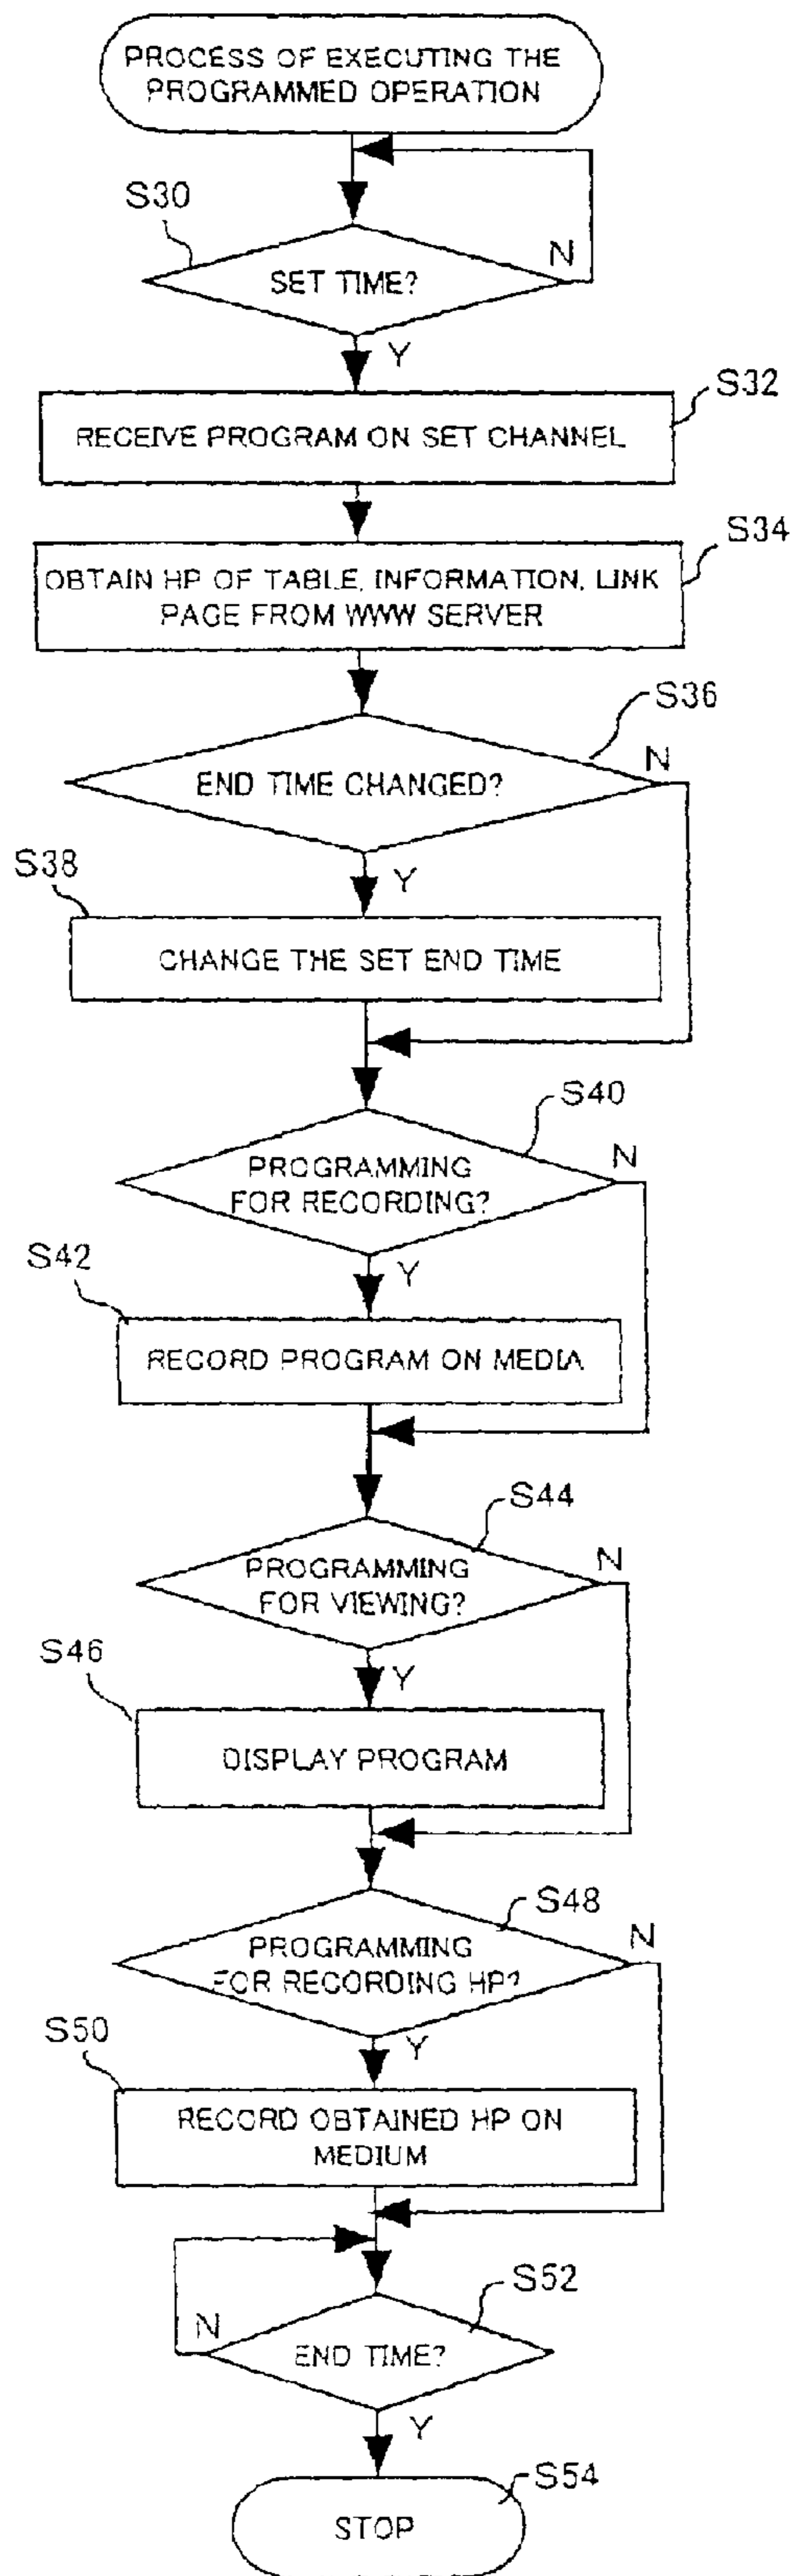 PROCESS OF EXECUTING THE
PROGRAMMED OPERATION
S30
SET TIME?
N
Y
S32
RECEIVE PROGRAM ON SET CHANNEL
S34
OBTAIN HP OF TABLE, INFORMATION, LINK
PAGE FROM WWW SERVER
S36
END TIME CHANGED?
N
Y
S38
CHANGE THE SET END TIME
S40
PROGRAMMING
FOR RECORDING?
N
Y
S42
RECORD PROGRAM ON MEDIA
S44
PROGRAMMING
FOR VIEWING?
N
Y
S46
DISPLAY PROGRAM
S48
PROGRAMMING
FOR RECORDING HP?
N
Y
S50
RECORD OBTAINED HP ON
MEDIUM
S52
END TIME?
N
Y
S54
STOP